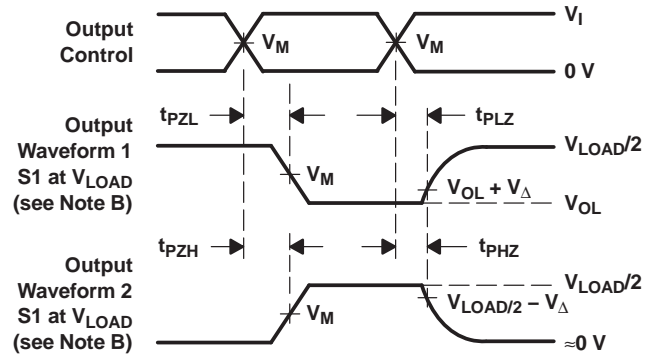 Output
Control
V_M
V_M
V_I
0 V
t_PZL
t_PLZ
Output
Waveform 1
S1 at V_LOAD
(see Note B)
V_M
V_LOAD/2
V_OL + V_Δ
V_OL
t_PZH
t_PHZ
Output
Waveform 2
S1 at V_LOAD
(see Note B)
V_M
V_LOAD/2
V_LOAD/2 − V_Δ
≈0 V